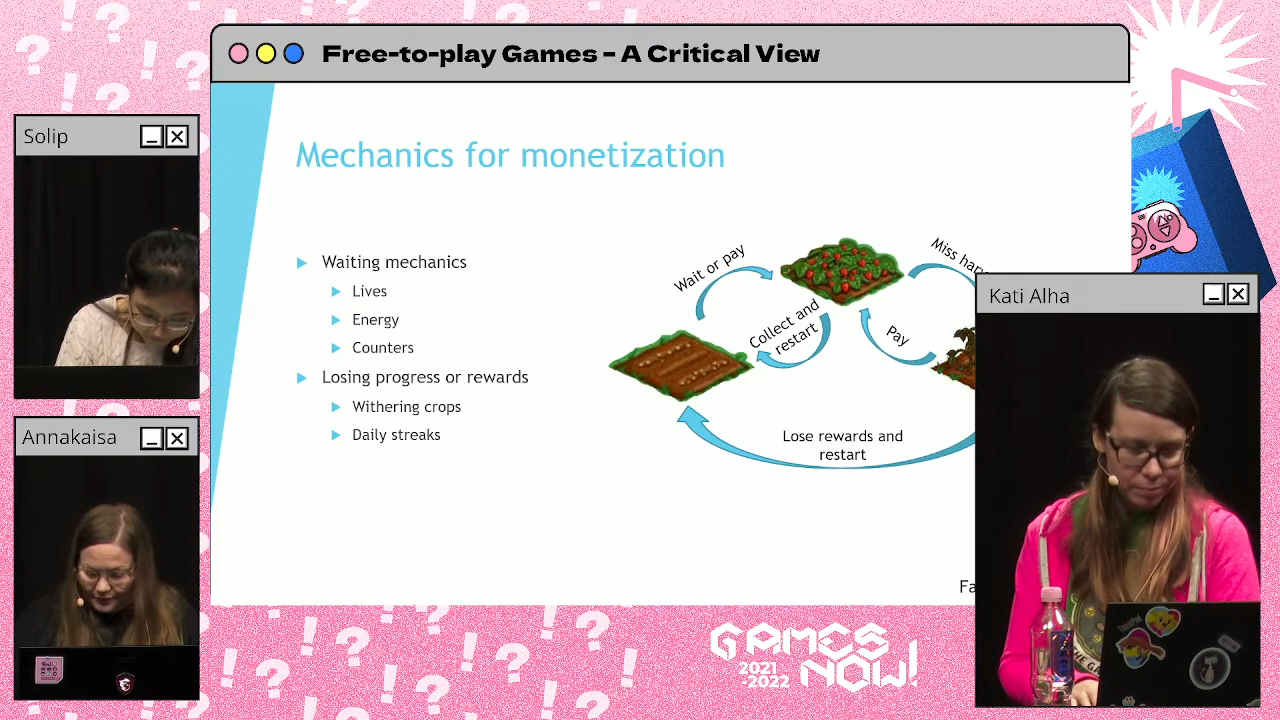 Free-to-play Games - A Critical View
Solip
Mechanics for monetization
Waiting mechanics
Lives
Energy
Counters
Losing progress or rewards
Withering crops
Daily streaks
Wait or pay
Miss
Collect and
restart
Pay
Lose rewards and
restart
Kati Alha
Annakaisa
GAMES
NOW!
2021
-2022